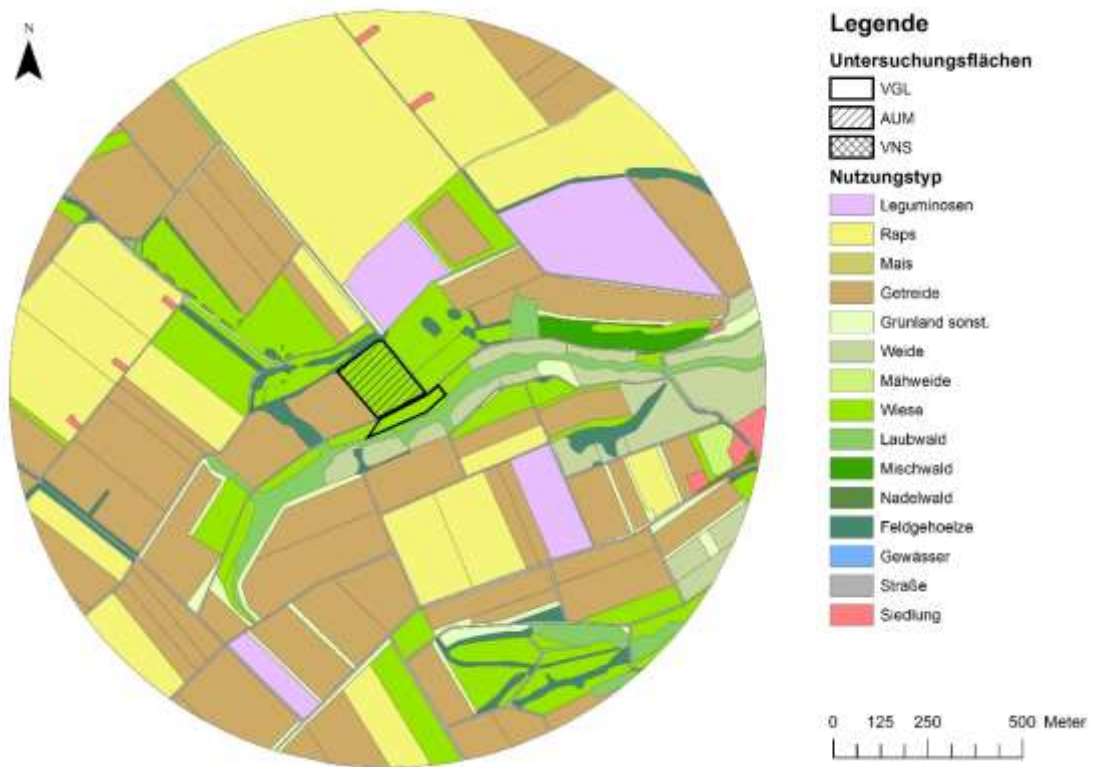 N
Legende
Untersuchungsflächen
VGL
AUM
VNS
Nutzungstyp
Leguminosen
Raps
Mais
Getreide
Grünland sonst.
Weide
Mähweide
Wiese
Laubwald
Mischwald
Nadelwald
Feldgehoelze
Gewässer
Straße
Siedlung
0 125 250 500 Meter